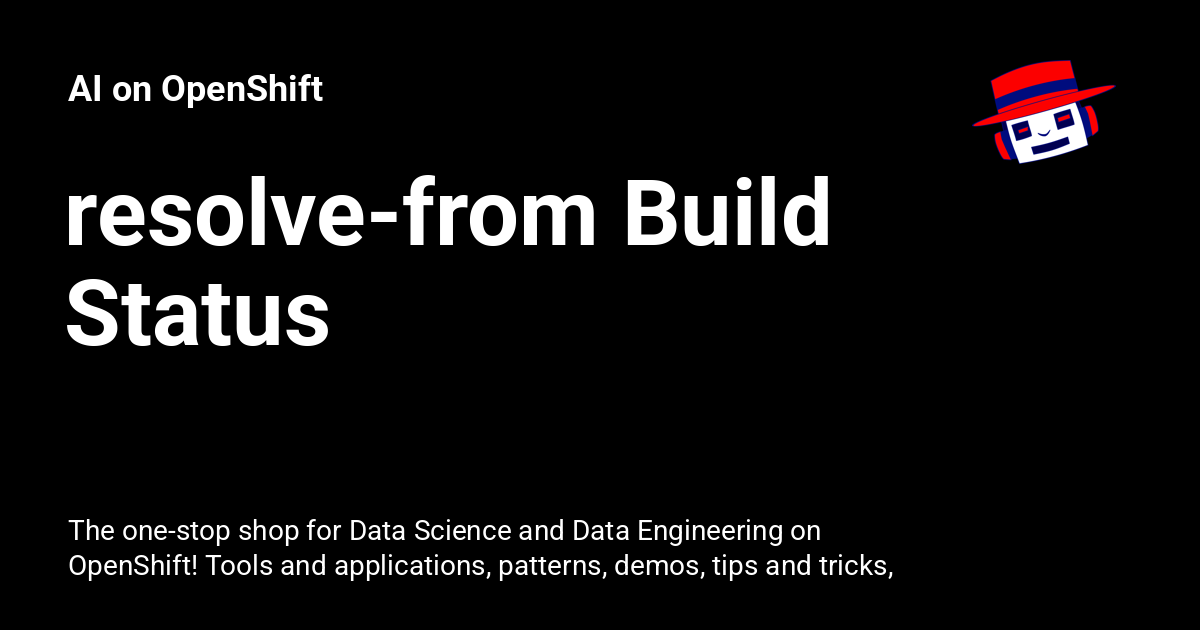 AI on OpenShift
resolve-from Build
Status
The one-stop shop for Data Science and Data Engineering on
OpenShift! Tools and applications, patterns, demos, tips and tricks,